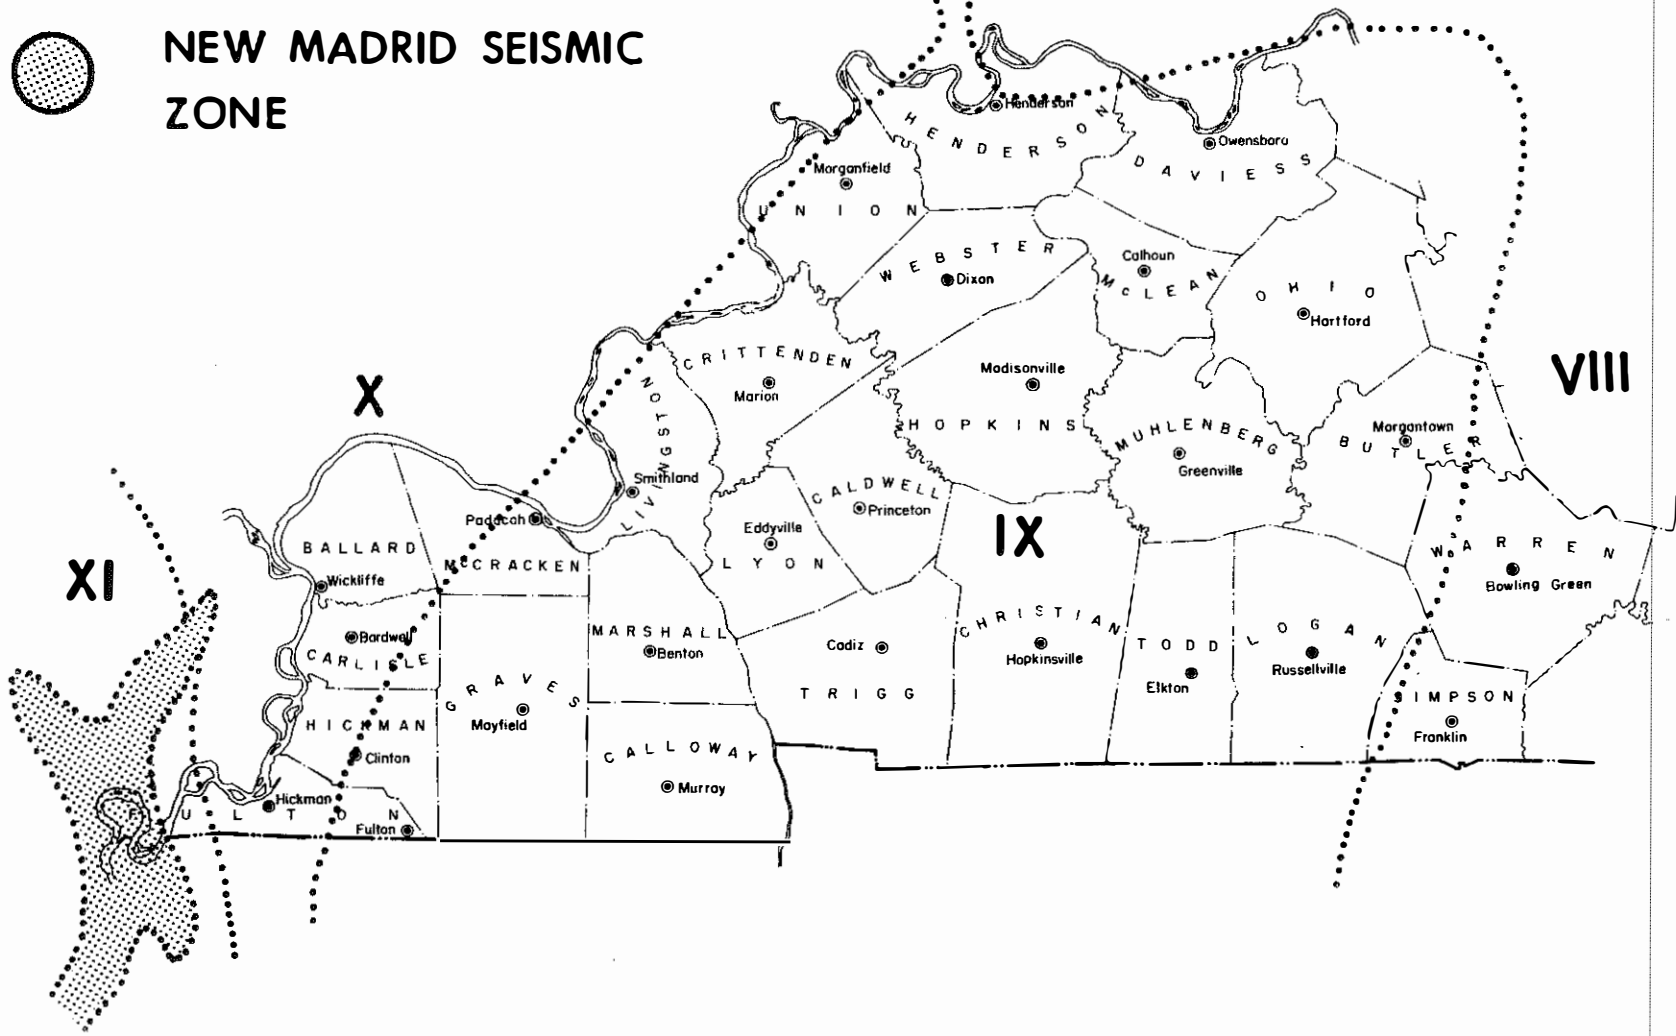 NEW MADRID SEISMIC
ZONE
Henderson
HENDERSON
Owensboro
DAVIESS
Morganfield
UNION
WEBSTER
Dixon
Calhoun
McLEAN
OHIO
Hartford
CRITTENDEN
Marion
Madisonville
HOPKINS
VIII
X
LIVINGSTON
Smithland
MUHLENBERG
Greenville
Morgantown
BUTLER
CALDWELL
Princeton
Paducah
Eddyville
LYON
IX
BALLARD
McCRACKEN
WARREN
Bowling Green
XI
Wickliffe
Bardwell
CARLISLE
MARSHALL
Benton
Cadiz
TRIGG
CHRISTIAN
Hopkinsville
TODD
Elkton
LOGAN
Russellville
SIMPSON
Franklin
GRAVES
Mayfield
HICKMAN
Clinton
CALLOWAY
Murray
Hickman
FULTON
Fulton